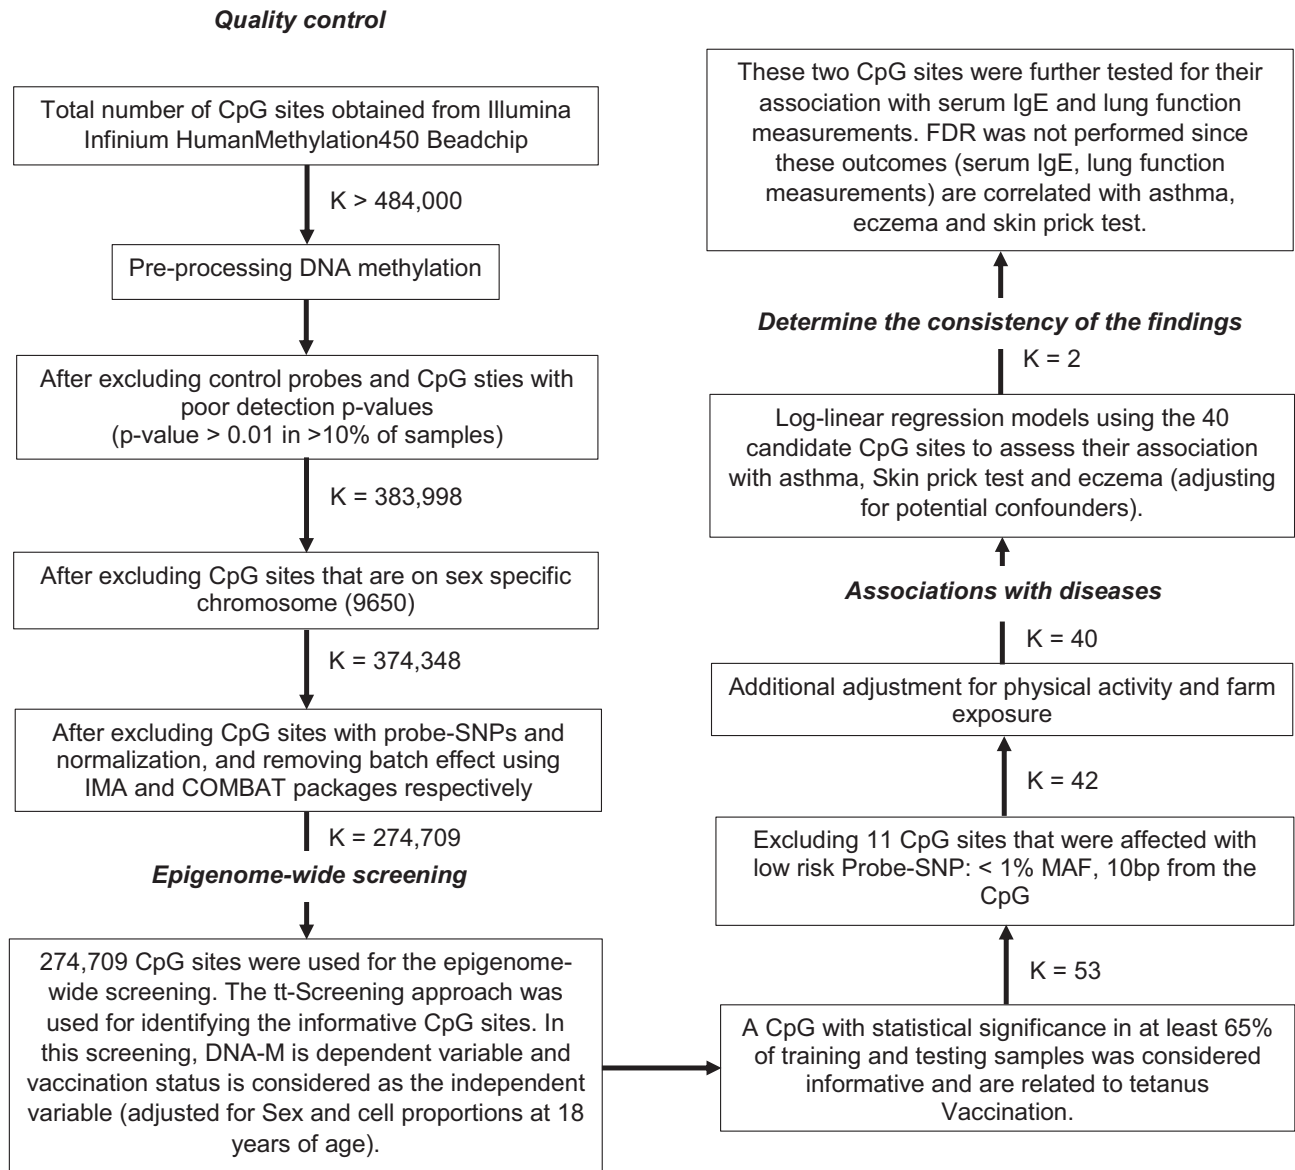 Quality control
Total number of CpG sites obtained from Illumina
Infinium HumanMethylation450 Beadchip
K > 484,000
Pre-processing DNA methylation
After excluding control probes and CpG sties with
poor detection p-values
(p-value > 0.01 in >10% of samples)
K = 383,998
After excluding CpG sites that are on sex specific
chromosome (9650)
K = 374,348
After excluding CpG sites with probe-SNPs and
normalization, and removing batch effect using
IMA and COMBAT packages respectively
K = 274,709
Epigenome-wide screening
274,709 CpG sites were used for the epigenome-
wide screening. The tt-Screening approach was
used for identifying the informative CpG sites. In
this screening, DNA-M is dependent variable and
vaccination status is considered as the independent
variable (adjusted for Sex and cell proportions at 18
years of age).
A CpG with statistical significance in at least 65%
of training and testing samples was considered
informative and are related to tetanus
Vaccination.
K = 53
Excluding 11 CpG sites that were affected with
low risk Probe-SNP: < 1% MAF, 10bp from the
CpG
K = 42
Additional adjustment for physical activity and farm
exposure
K = 40
Associations with diseases
Log-linear regression models using the 40
candidate CpG sites to assess their association
with asthma, Skin prick test and eczema (adjusting
for potential confounders).
K = 2
Determine the consistency of the findings
These two CpG sites were further tested for their
association with serum IgE and lung function
measurements. FDR was not performed since
these outcomes (serum IgE, lung function
measurements) are correlated with asthma,
eczema and skin prick test.